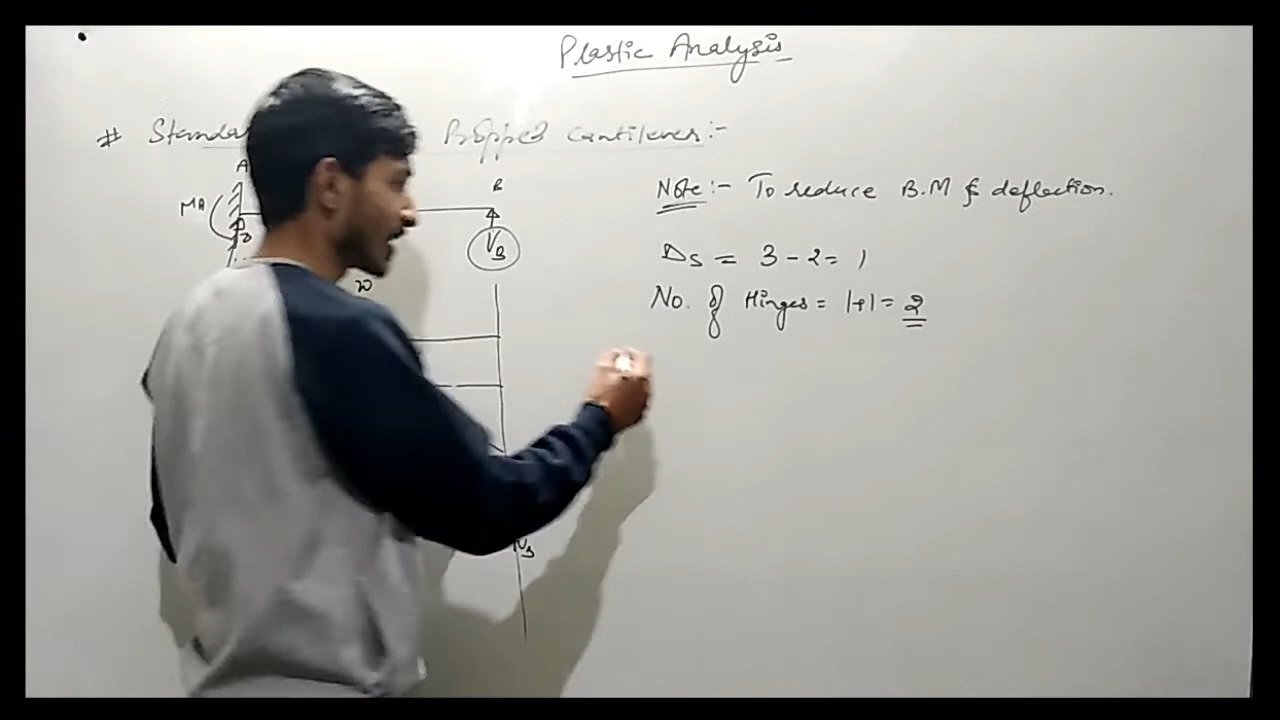 Plastic Analysis
# Propped Cantilever:-
A
B
MA
VB
Note:- To reduce B.M & deflection.
Ds = 3-2= 1
No. of Hinges = 1+1= 2
w
VB